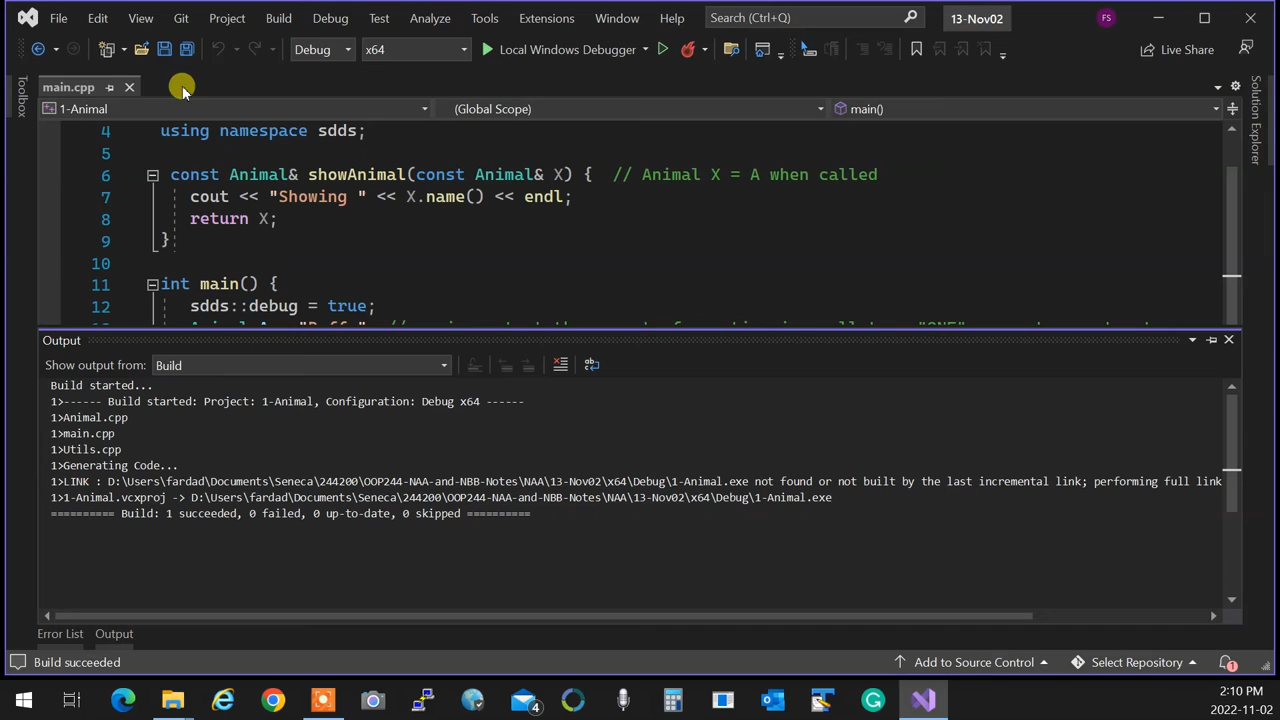 File Edit View Git Project Build Debug Test Analyze Tools Extensions Window Help Search (Ctrl+Q) 13-Nov02 FS
Debug x64 Local Windows Debugger Live Share
Toolbox
main.cpp
1-Animal (Global Scope) main()
Solution Explorer
4 using namespace sdds;
5
6 const Animal& showAnimal(const Animal& X) { // Animal X = A when called
7 cout << "Showing " << X.name() << endl;
8 return X;
9 }
10
11 int main() {
12 sdds::debug = true;
Output
Show output from: Build
Build started...
1>------ Build started: Project: 1-Animal, Configuration: Debug x64 ------
1>Animal.cpp
1>main.cpp
1>Utils.cpp
1>Generating Code...
1>LINK : D:\Users\fardad\Documents\Seneca\244200\OOP244-NAA-and-NBB-Notes\NAA\13-Nov02\x64\Debug\1-Animal.exe not found or not built by the last incremental link; performing full link
1>1-Animal.vcxproj -> D:\Users\fardad\Documents\Seneca\244200\OOP244-NAA-and-NBB-Notes\NAA\13-Nov02\x64\Debug\1-Animal.exe
========== Build: 1 succeeded, 0 failed, 0 up-to-date, 0 skipped ==========
Error List Output
Build succeeded Add to Source Control Select Repository 1
4
2:10 PM
2022-11-02